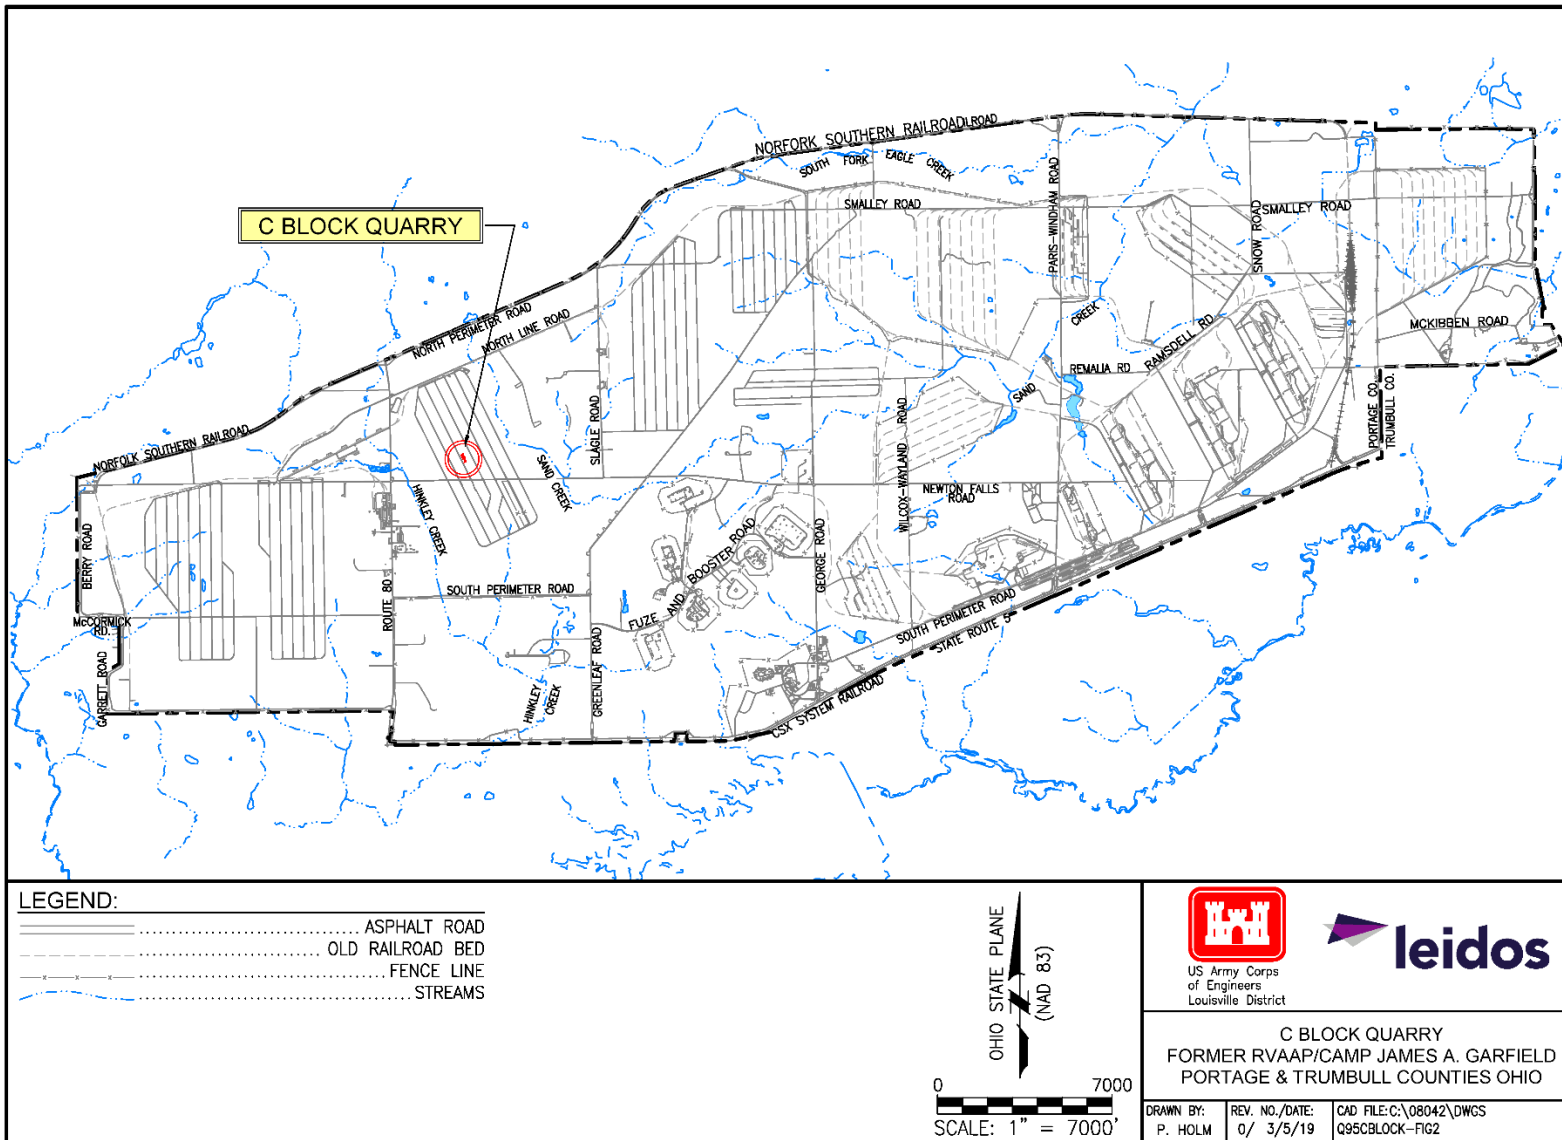 NORFORK SOUTHERN RAILROAD
LROAD
SOUTH FORK EAGLE CREEK
SMALLEY ROAD
PARIS-WINDHAM ROAD
SNOW ROAD
SMALLEY ROAD
C BLOCK QUARRY
NORTH PERIMETER ROAD
NORTH LINE ROAD
CREEK
RAMSDELL RD
MCKIBBEN ROAD
REMALIA RD
SAND
PORTAGE CO.
TRUMBULL CO.
NORFOLK SOUTHERN RAILROAD
SLAGLE ROAD
SAND CREEK
WILCOX-WAYLAND ROAD
NEWTON FALLS
ROAD
HINKLEY CREEK
BERRY ROAD
ROUTE 80
SOUTH PERIMETER ROAD
FUZE AND BOOSTER ROAD
GEORGE ROAD
McCORMICK
RD.
SOUTH PERIMETER ROAD
STATE ROUTE 5
GARRETT ROAD
HINKLEY
CREEK
GREENLEAF ROAD
CSX SYSTEM RAILROAD
LEGEND:
ASPHALT ROAD
OLD RAILROAD BED
FENCE LINE
STREAMS
OHIO STATE PLANE
(NAD 83)
0 7000
SCALE: 1" = 7000'
US Army Corps
of Engineers
Louisville District
leidos
C BLOCK QUARRY
FORMER RVAAP/CAMP JAMES A. GARFIELD
PORTAGE & TRUMBULL COUNTIES OHIO
DRAWN BY:
P. HOLM
REV. NO./DATE:
0/ 3/5/19
CAD FILE:C:\08042\DWGS
Q95CBLOCK-FIG2